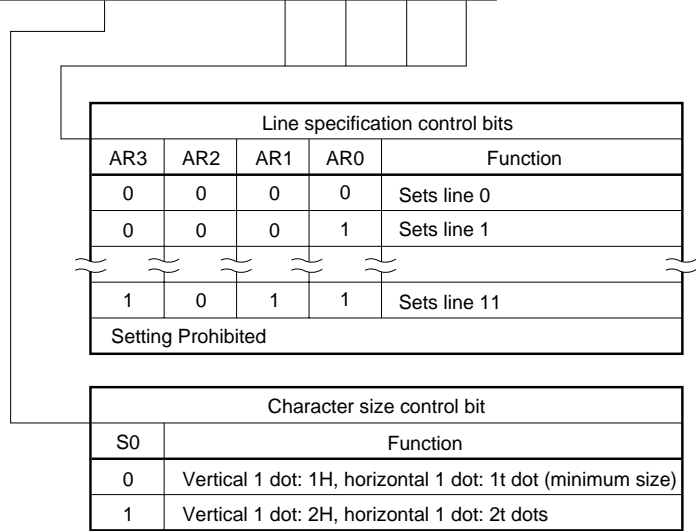 Line specification control bits
AR3 AR2 AR1 AR0 Function
0 0 0 0 Sets line 0
0 0 0 1 Sets line 1
1 0 1 1 Sets line 11
Setting Prohibited
Character size control bit
S0 Function
0 Vertical 1 dot: 1H, horizontal 1 dot: 1t dot (minimum size)
1 Vertical 1 dot: 2H, horizontal 1 dot: 2t dots